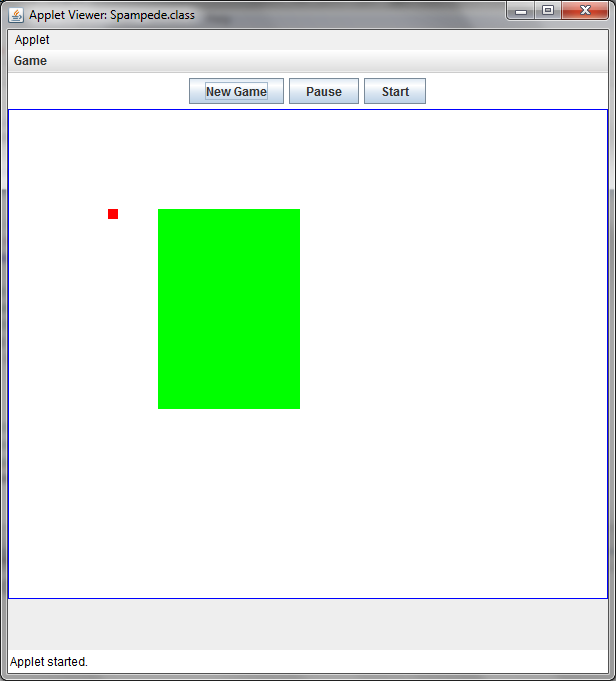 Applet Viewer: Spampede.class
Applet
Game
New Game Pause Start
Applet started.